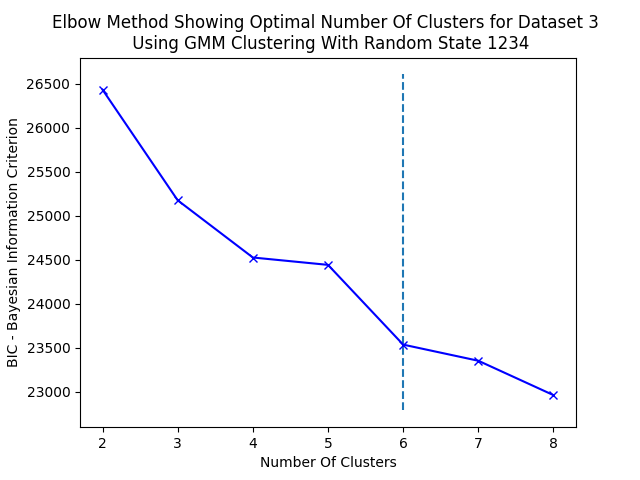 Elbow Method Showing Optimal Number Of Clusters for Dataset 3
Using GMM Clustering With Random State 1234
BIC - Bayesian Information Criterion
26500
26000
25500
25000
24500
24000
23500
23000
2 3 4 5 6 7 8
Number Of Clusters